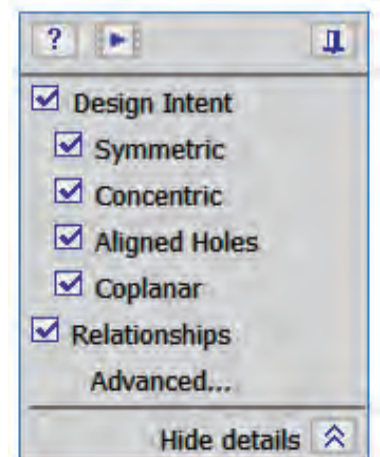 ?
Design Intent
Symmetric
Concentric
Aligned Holes
Coplanar
Relationships
Advanced...
Hide details